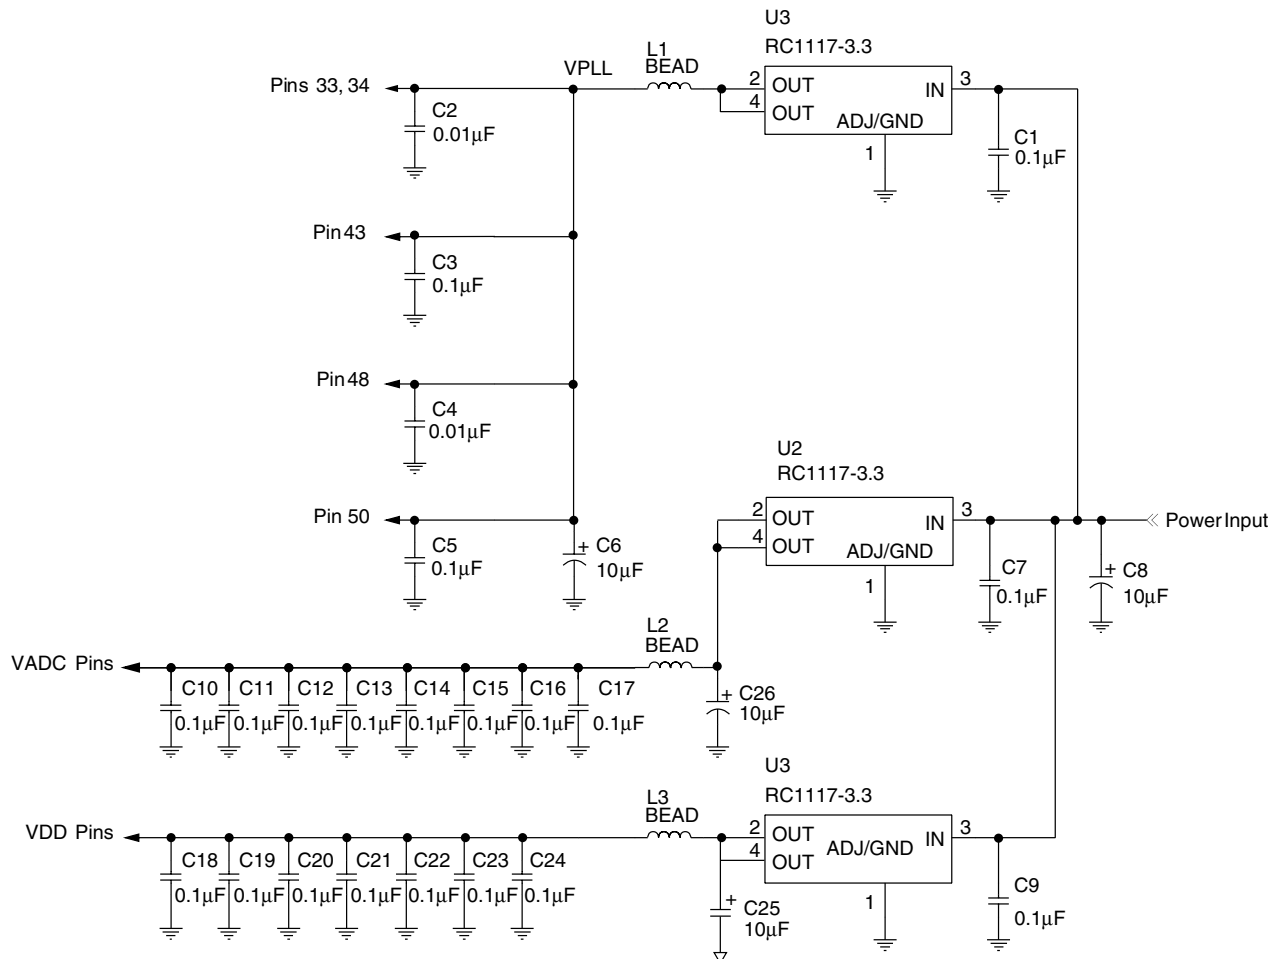 U3
RC1117-3.3
L1
BEAD
VPLL
Pins 33, 34
2 OUT
4 OUT
IN 3
ADJ/GND
1
C2
0.01µF
C1
0.1µF
Pin 43
C3
0.1µF
Pin 48
C4
0.01µF
U2
RC1117-3.3
Pin 50
2 OUT
4 OUT
IN 3
ADJ/GND
1
Power Input
C5
0.1µF
+ C6
10µF
C7
0.1µF
+ C8
10µF
L2
BEAD
VADC Pins
C10 C11 C12 C13 C14 C15 C16 C17
0.1µF 0.1µF 0.1µF 0.1µF 0.1µF 0.1µF 0.1µF 0.1µF
+ C26
10µF
U3
RC1117-3.3
L3
BEAD
VDD Pins
2 OUT
4 OUT
IN 3
ADJ/GND
1
C18 C19 C20 C21 C22 C23 C24
0.1µF 0.1µF 0.1µF 0.1µF 0.1µF 0.1µF 0.1µF
+ C25
10µF
C9
0.1µF